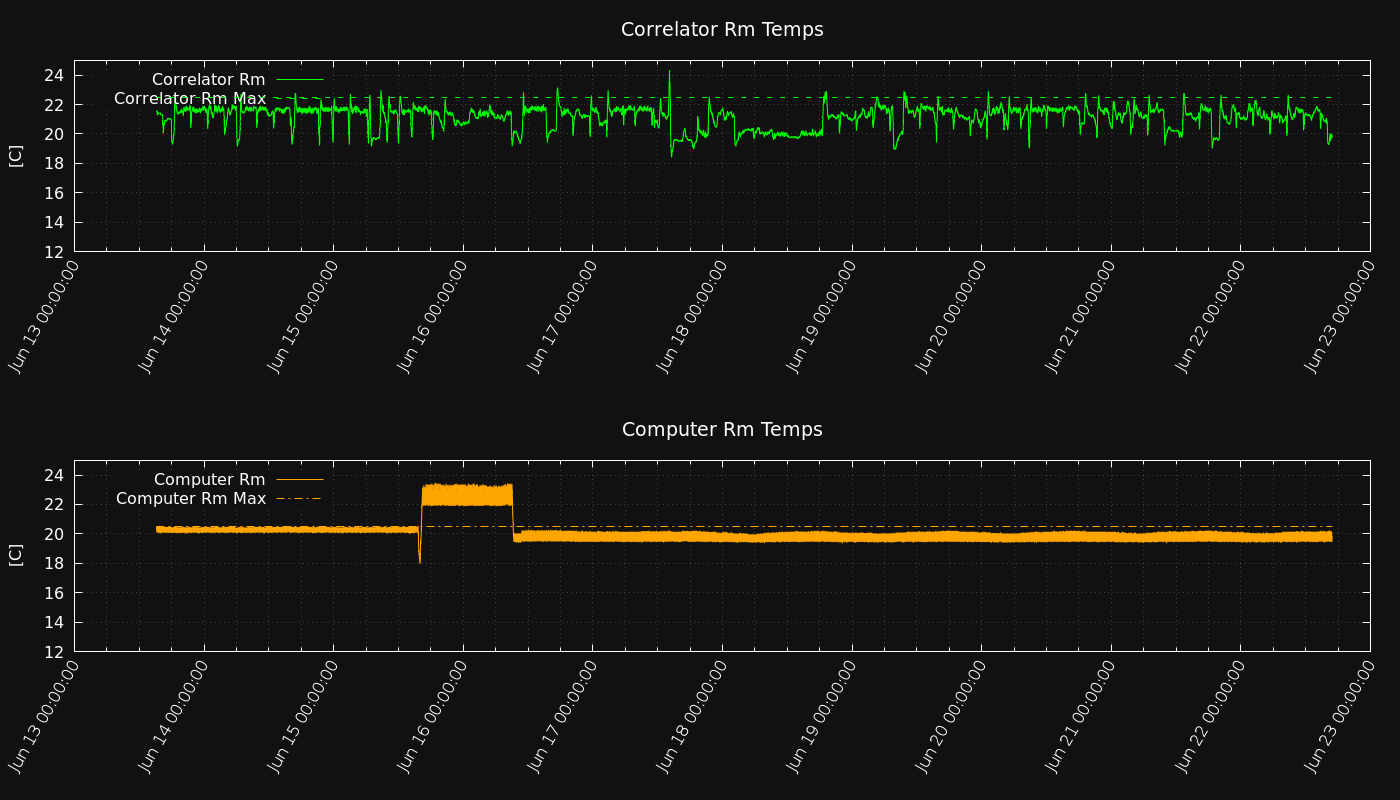 Correlator Rm Temps
Correlator Rm
Correlator Rm Max
24
22
20
18
16
14
12
[C]
Jun 13 00:00:00
Jun 14 00:00:00
Jun 15 00:00:00
Jun 16 00:00:00
Jun 17 00:00:00
Jun 18 00:00:00
Jun 19 00:00:00
Jun 20 00:00:00
Jun 21 00:00:00
Jun 22 00:00:00
Jun 23 00:00:00
Computer Rm Temps
Computer Rm
Computer Rm Max
24
22
20
18
16
14
12
[C]
Jun 13 00:00:00
Jun 14 00:00:00
Jun 15 00:00:00
Jun 16 00:00:00
Jun 17 00:00:00
Jun 18 00:00:00
Jun 19 00:00:00
Jun 20 00:00:00
Jun 21 00:00:00
Jun 22 00:00:00
Jun 23 00:00:00